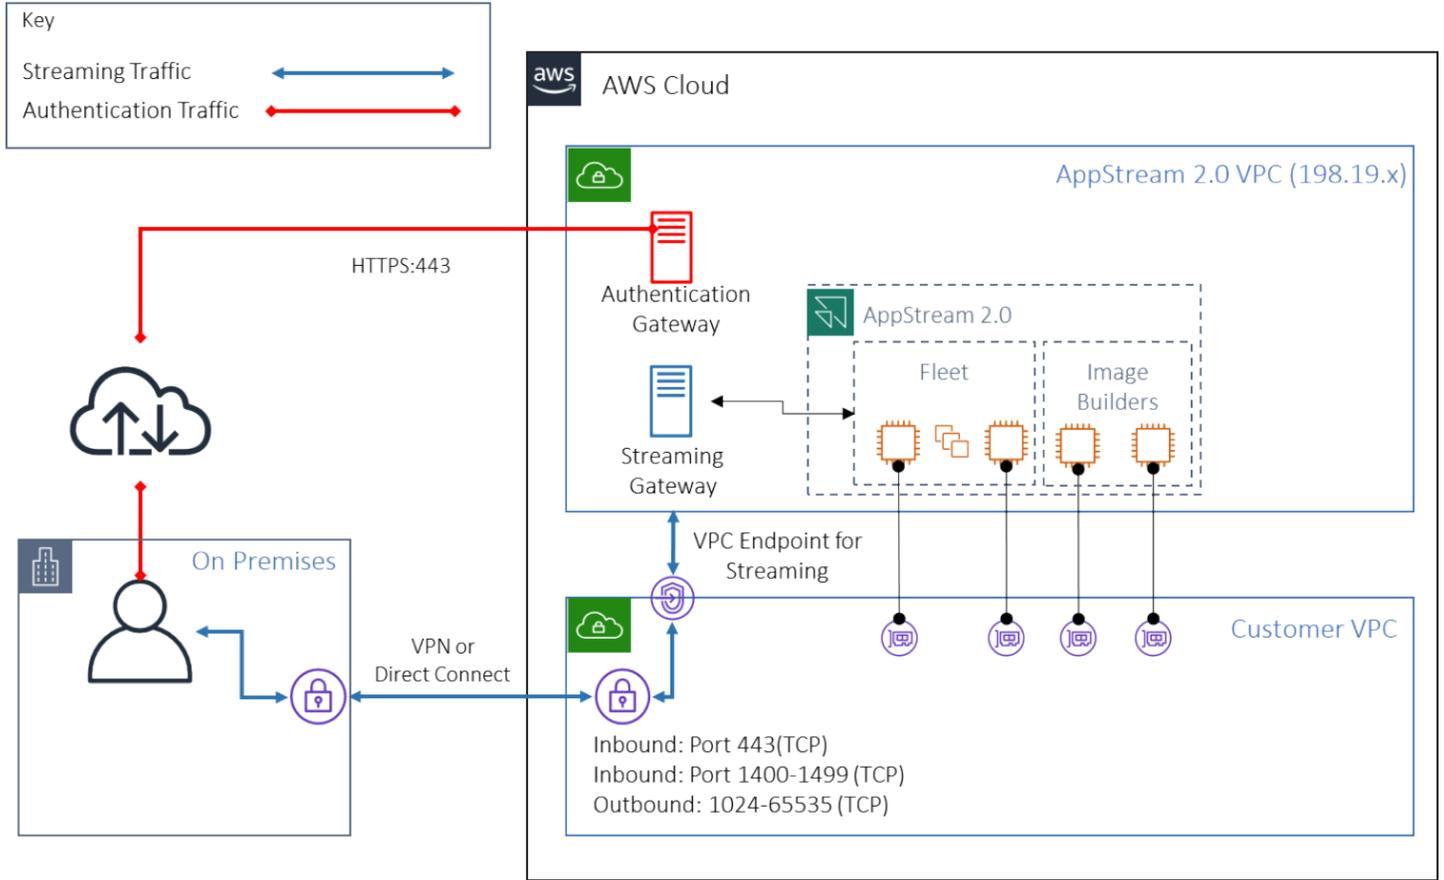 Key
Streaming Traffic
Authentication Traffic
aws
AWS Cloud
AppStream 2.0 VPC (198.19.x)
HTTPS:443
Authentication
Gateway
AppStream 2.0
Fleet
Image
Builders
Streaming
Gateway
VPC Endpoint for
Streaming
On Premises
Customer VPC
VPN or
Direct Connect
Inbound: Port 443(TCP)
Inbound: Port 1400-1499 (TCP)
Outbound: 1024-65535 (TCP)